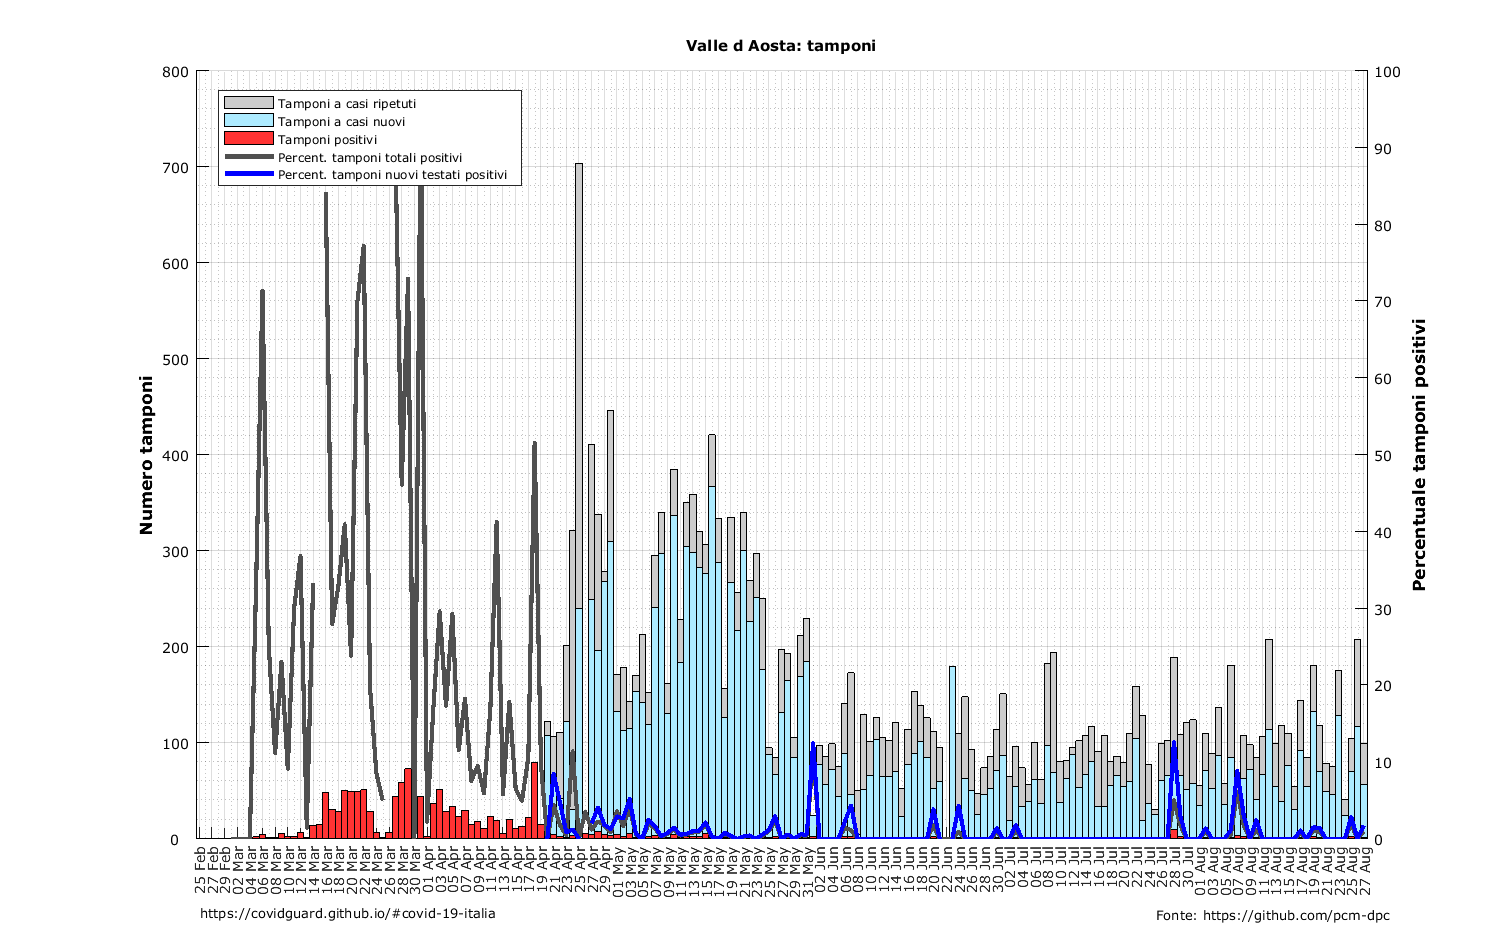 Valle d Aosta: tamponi
Tamponi a casi ripetuti
Tamponi a casi nuovi
Tamponi positivi
Percent. tamponi totali positivi
Percent. tamponi nuovi testati positivi
Numero tamponi
800
700
600
500
400
300
200
100
0
Percentuale tamponi positivi
100
90
80
70
60
50
40
30
20
10
0
25 Feb
27 Feb
29 Feb
02 Mar
04 Mar
06 Mar
08 Mar
10 Mar
12 Mar
14 Mar
16 Mar
18 Mar
20 Mar
22 Mar
24 Mar
26 Mar
28 Mar
30 Mar
01 Apr
03 Apr
05 Apr
07 Apr
09 Apr
11 Apr
13 Apr
15 Apr
17 Apr
19 Apr
21 Apr
23 Apr
25 Apr
27 Apr
29 Apr
01 May
03 May
05 May
07 May
09 May
11 May
13 May
15 May
17 May
19 May
21 May
23 May
25 May
27 May
29 May
31 May
02 Jun
04 Jun
06 Jun
08 Jun
10 Jun
12 Jun
14 Jun
16 Jun
18 Jun
20 Jun
22 Jun
24 Jun
26 Jun
28 Jun
30 Jun
02 Jul
04 Jul
06 Jul
08 Jul
10 Jul
12 Jul
14 Jul
16 Jul
18 Jul
20 Jul
22 Jul
24 Jul
26 Jul
28 Jul
30 Jul
01 Aug
03 Aug
05 Aug
07 Aug
09 Aug
11 Aug
13 Aug
15 Aug
17 Aug
19 Aug
21 Aug
23 Aug
25 Aug
27 Aug
https://covidguard.github.io/#covid-19-italia
Fonte: https://github.com/pcm-dpc